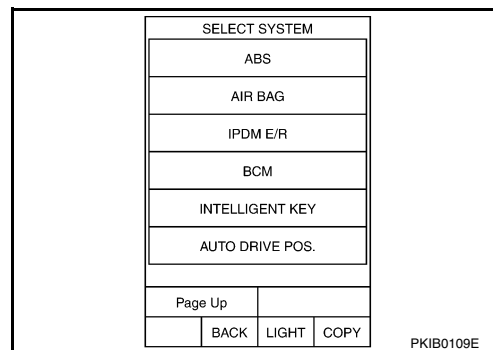 SELECT SYSTEM
ABS
AIR BAG
IPDM E/R
BCM
INTELLIGENT KEY
AUTO DRIVE POS.
Page Up
BACK LIGHT COPY
PKIB0109E